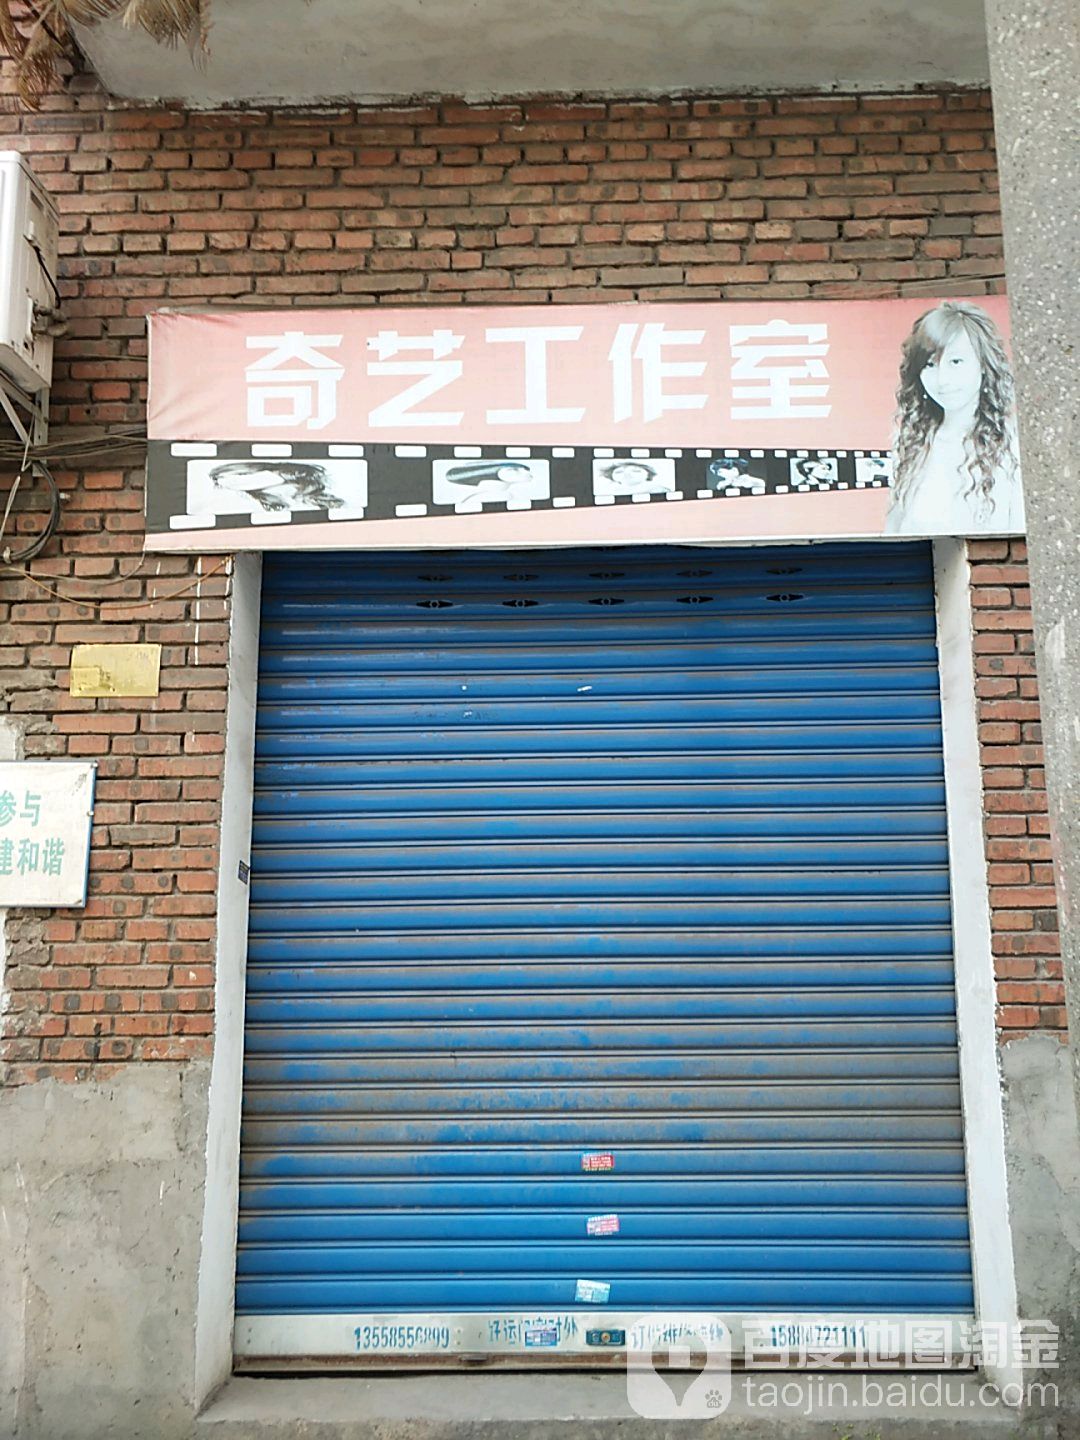 奇艺工作室
参与
建和谐
13558556899
15884721111
百度地图淘金
taojin.baidu.com